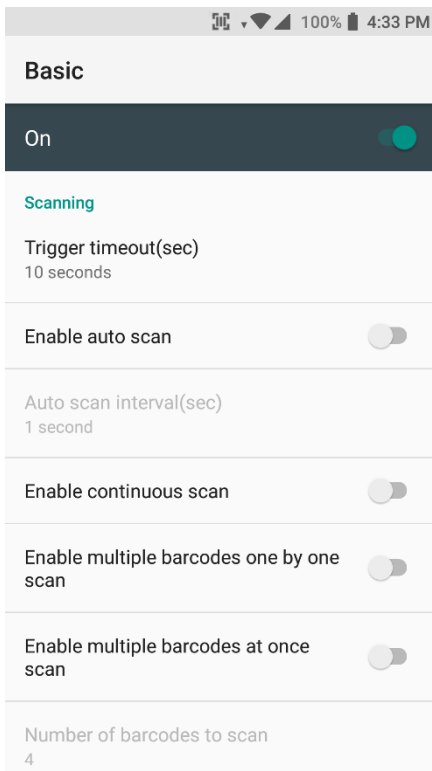 100% 4:33 PM
Basic
On
Scanning
Trigger timeout(sec)
10 seconds
Enable auto scan
Auto scan interval(sec)
1 second
Enable continuous scan
Enable multiple barcodes one by one
scan
Enable multiple barcodes at once
scan
Number of barcodes to scan
4